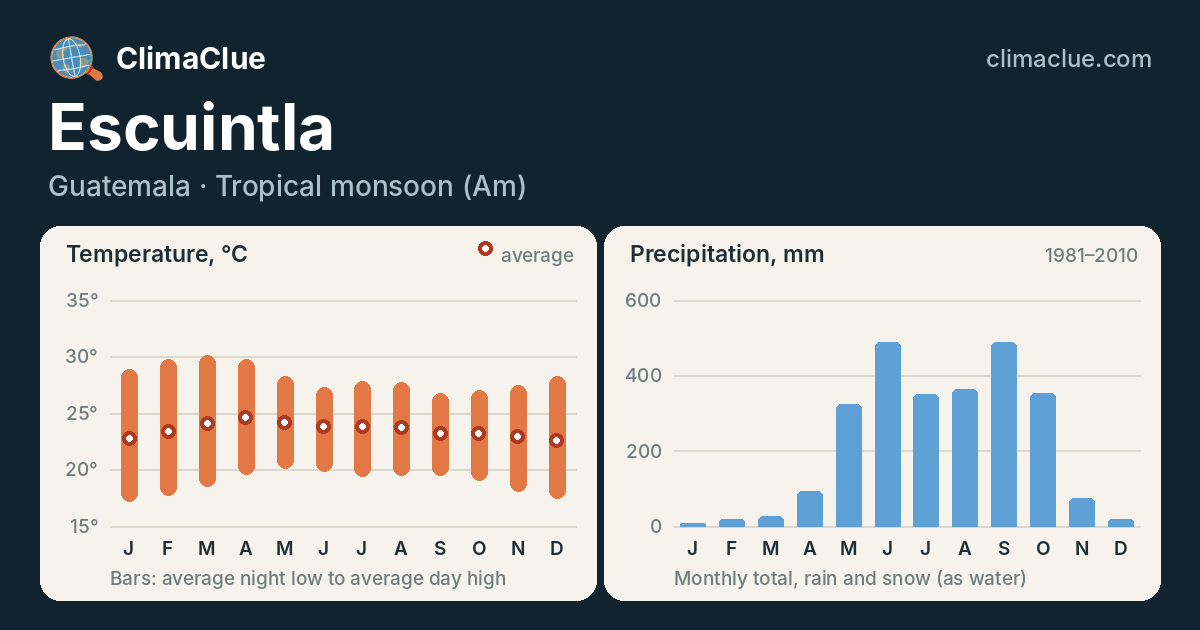 ClimaClue
climaclue.com
Escuintla
Guatemala · Tropical monsoon (Am)
Temperature, °C
average
35°
30°
25°
20°
15°
J F M A M J J A S O N D
Bars: average night low to average day high
Precipitation, mm
1981–2010
600
400
200
0
J F M A M J J A S O N D
Monthly total, rain and snow (as water)